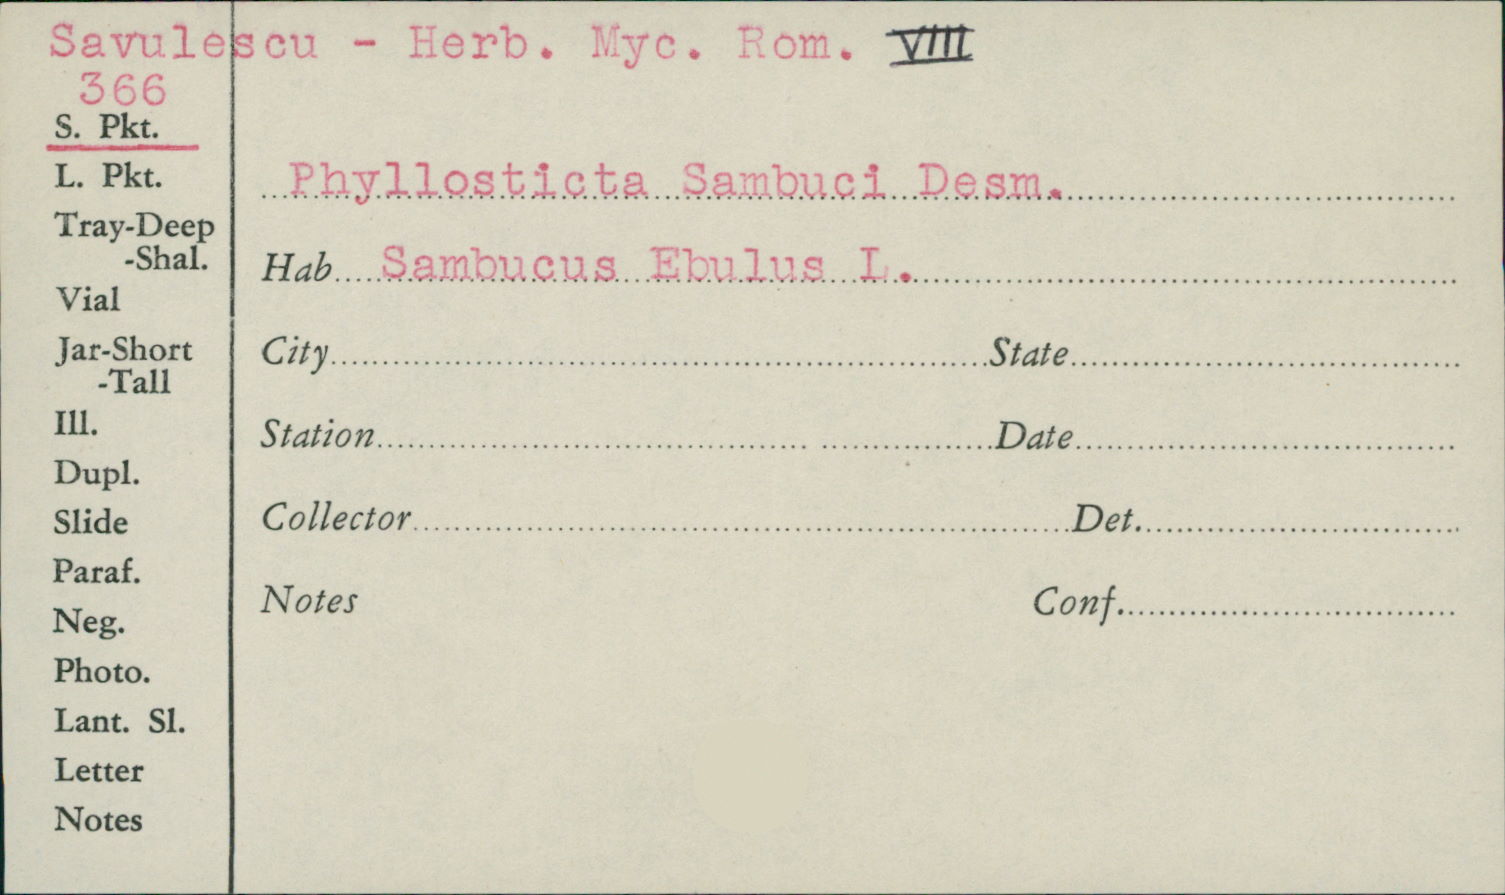 Savulescu - Herb. Myc. Rom. VIII
366
S. Pkt.
L. Pkt.
Tray-Deep
-Shal.
Vial
Jar-Short
-Tall
Ill.
Dupl.
Slide
Paraf.
Neg.
Photo.
Lant. Sl.
Letter
Notes
Phyllosticta Sambuci Desm.
Hab. Sambucus Ebulus L.
City State
Station Date
Collector Det.
Notes Conf.